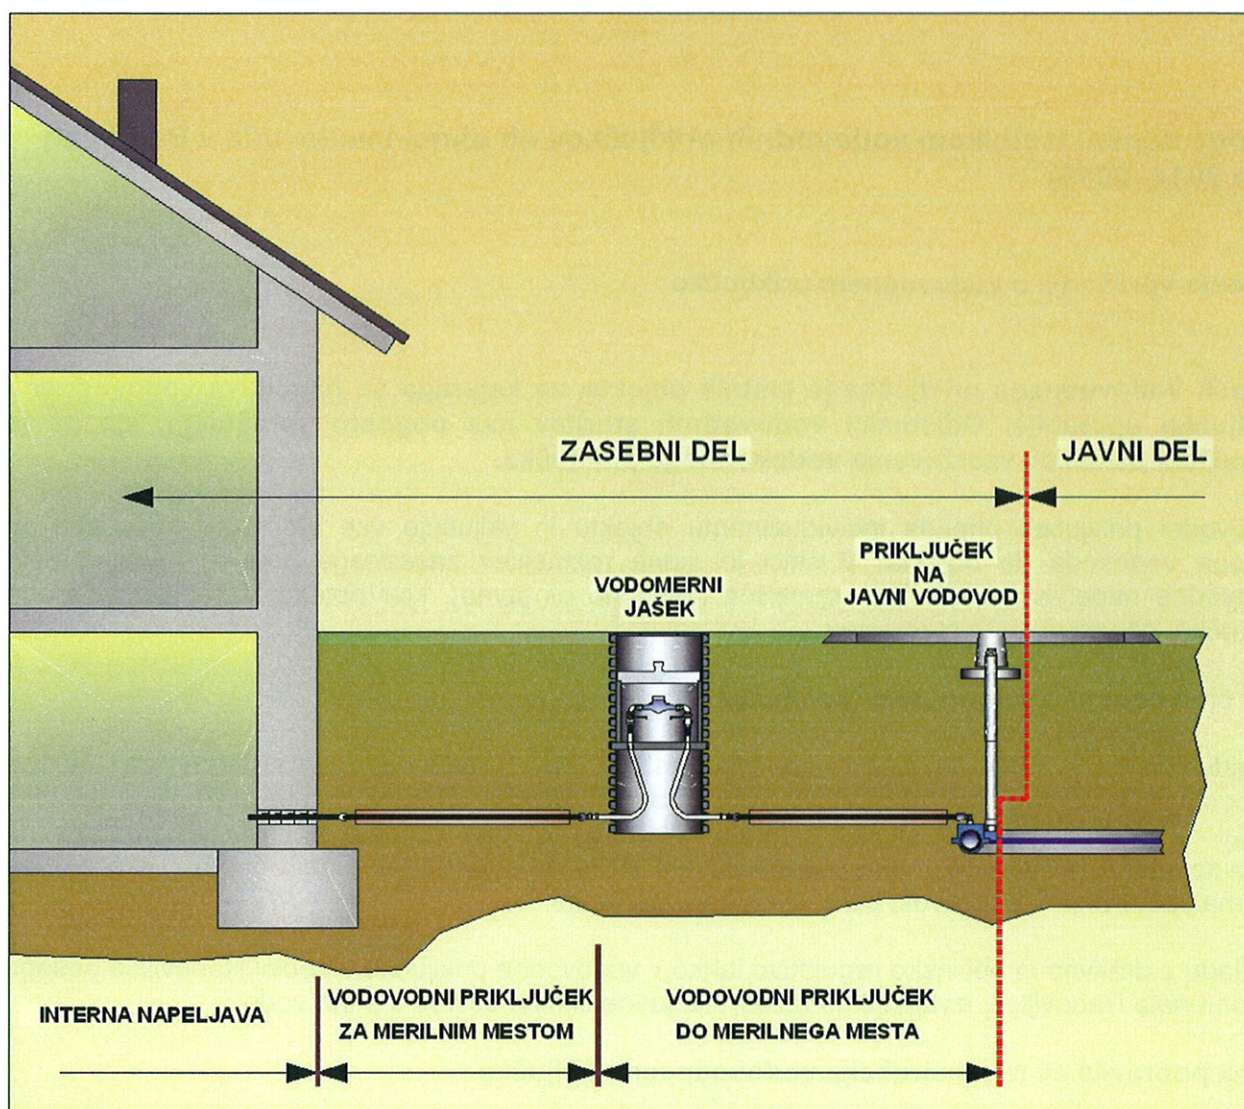 ZASEBNI DEL
JAVNI DEL
PRIKLJUČEK
NA
JAVNI VODOVOD
VODOMERNI
JAŠEK
VODOVODNI PRIKLJUČEK
ZA MERILNIM MESTOM
VODOVODNI PRIKLJUČEK
DO MERILNEGA MESTA
INTERNA NAPELJAVA